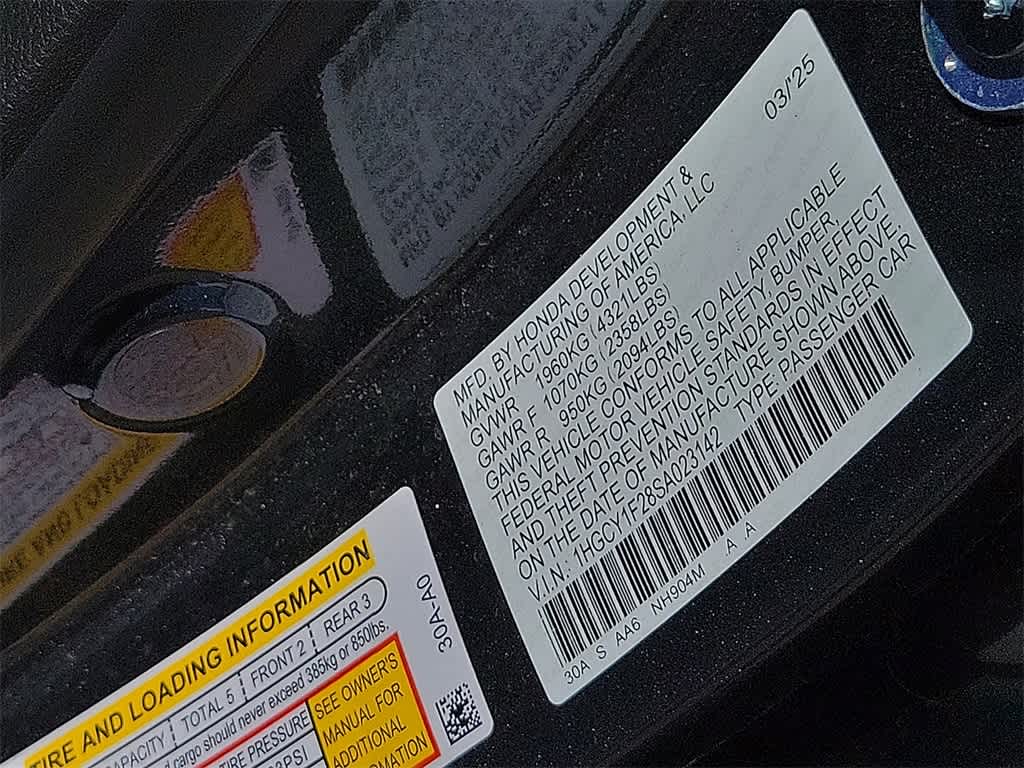 03/'25
MFD. BY HONDA DEVELOPMENT &
MANUFACTURING OF AMERICA, LLC
GVWR 1960KG (4321LBS)
GAWR F 1070KG (2358LBS)
GAWR R 950KG (2094LBS)
THIS VEHICLE CONFORMS TO ALL APPLICABLE
FEDERAL MOTOR VEHICLE SAFETY, BUMPER,
AND THEFT PREVENTION STANDARDS IN EFFECT
ON THE DATE OF MANUFACTURE SHOWN ABOVE.
V.I.N.: 1HGCY1F28SA023142 TYPE: PASSENGER CAR
30A S AA6 NH904M A A
TIRE AND LOADING INFORMATION
CAPACITY TOTAL 5 FRONT 2 REAR 3
d cargo should never exceed 385kg or 850lbs.
TIRE PRESSURE
PSI
SEE OWNER'S
MANUAL FOR
ADDITIONAL
RMATION
30A-A0